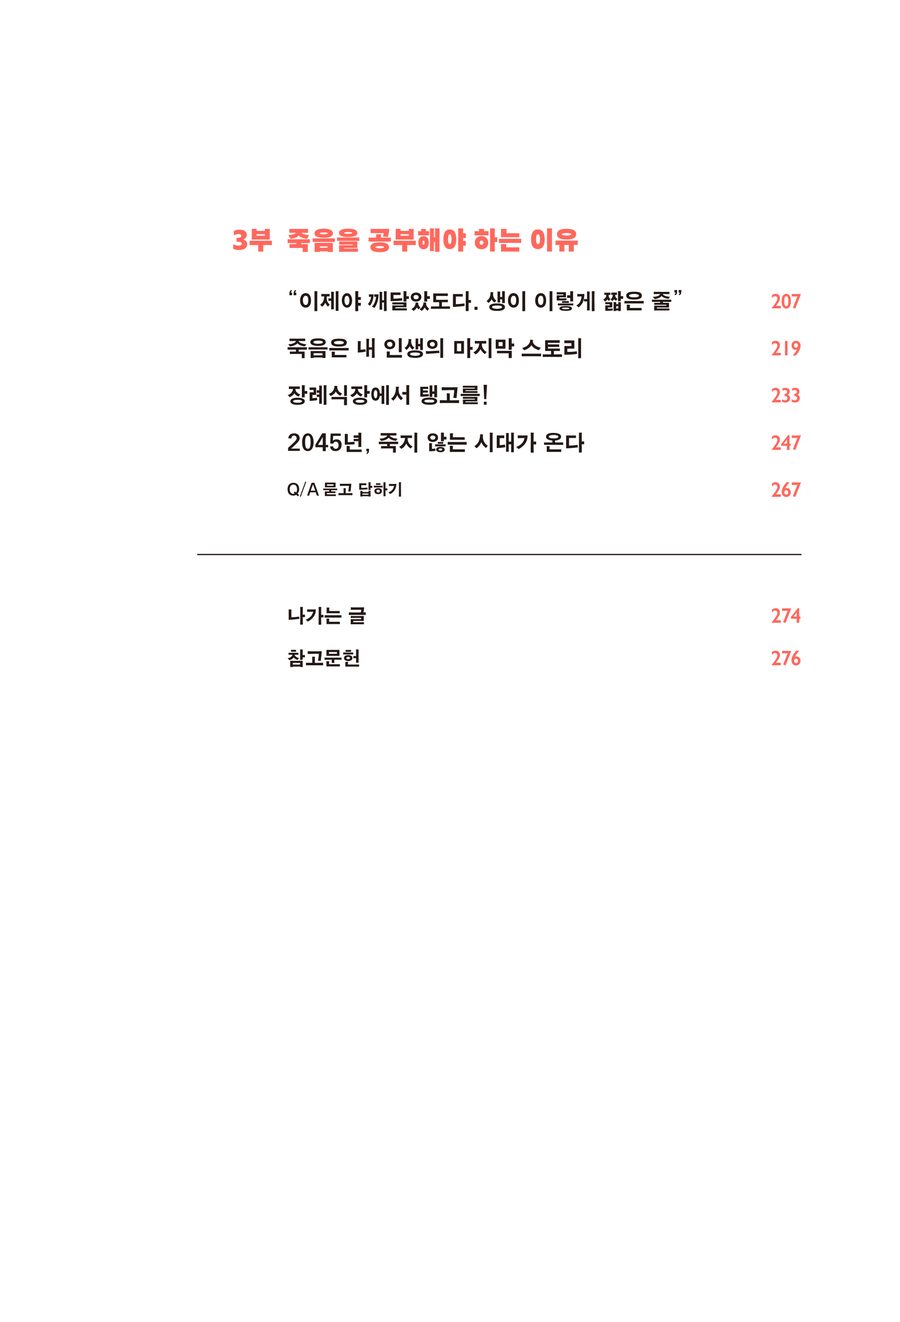 3부 죽음을 공부해야 하는 이유
“이제야 깨달았도다. 생이 이렇게 짧은 줄” 207
죽음은 내 인생의 마지막 스토리 219
장례식장에서 탱고를! 233
2045년, 죽지 않는 시대가 온다 247
Q/A 묻고 답하기 267
나가는 글 274
참고문헌 276